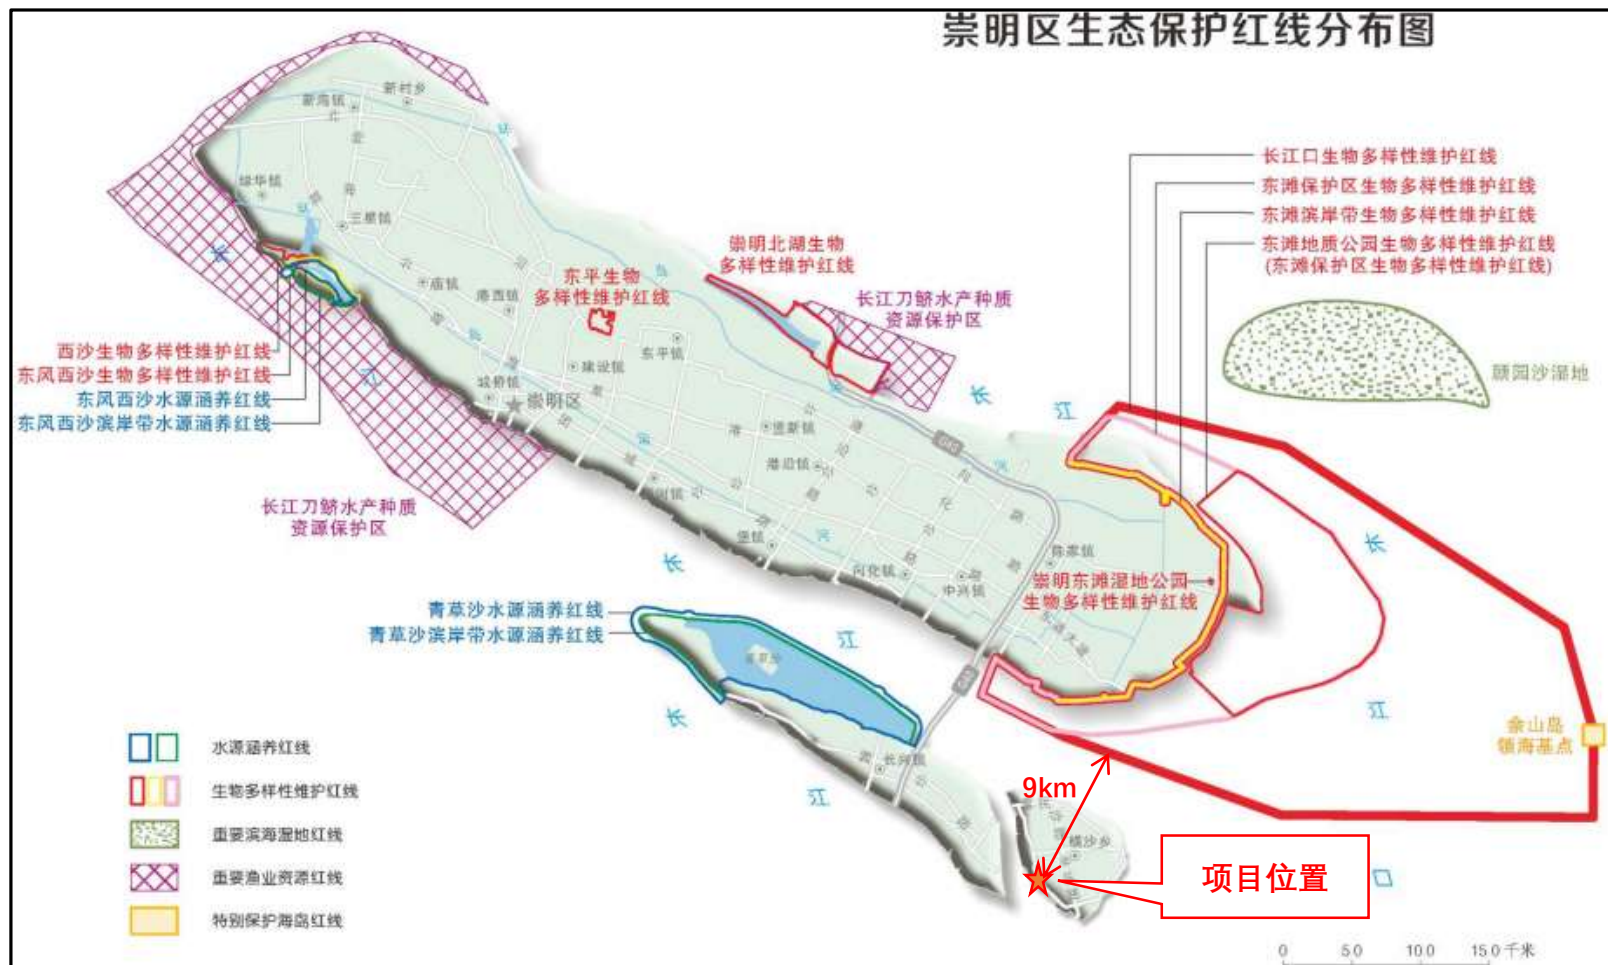 崇明区生态保护红线分布图
新村乡
新海镇
绿华镇
三星镇
庙镇
港西镇
建设镇
东平镇
城桥镇
崇明区
港沿镇
堡镇
向化镇
中兴镇
陈家镇
长兴镇
横沙乡
长江口生物多样性维护红线
东滩保护区生物多样性维护红线
东滩滨岸带生物多样性维护红线
东滩地质公园生物多样性维护红线
(东滩保护区生物多样性维护红线)
崇明北湖生物
多样性维护红线
东平生物
多样性维护红线
长江刀鲚水产种质
资源保护区
顾园沙湿地
西沙生物多样性维护红线
东风西沙生物多样性维护红线
东风西沙水源涵养红线
东风西沙滨岸带水源涵养红线
长江刀鲚水产种质
资源保护区
崇明东滩湿地公园
生物多样性维护红线
青草沙水源涵养红线
青草沙滨岸带水源涵养红线
青草沙
长
江
长
江
长
江
长
江
长
江
G40
G40
佘山岛
领海基点
9km
项目位置
水源涵养红线
生物多样性维护红线
重要滨海湿地红线
重要渔业资源红线
特别保护海岛红线
0 5.0 10.0 15.0 千米